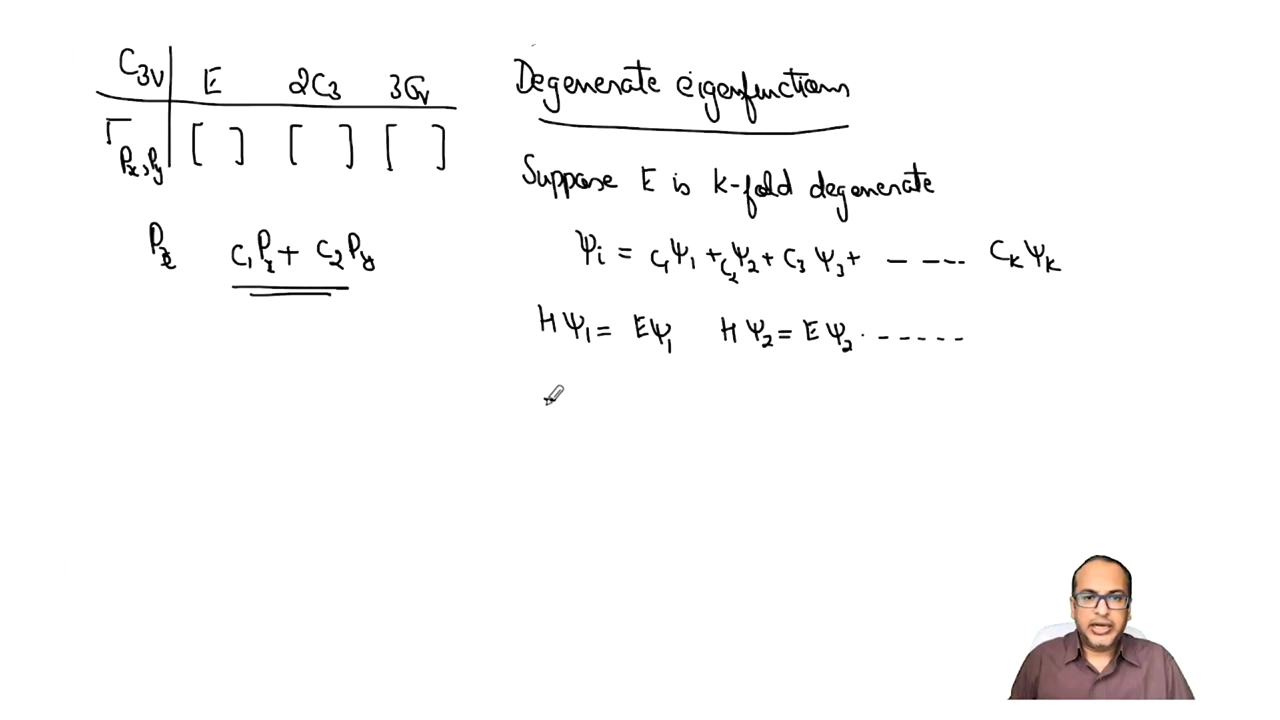 C3v E 2C3 3σv
Γ Px,Py [ ] [ ] [ ]
Px C1Px + C2Py
Degenerate eigenfunctions
Suppose E is k-fold degenerate
Ψi = C1Ψ1 + C2Ψ2 + C3Ψ3 + - --- CkΨk
HΨ1 = EΨ1 HΨ2 = EΨ2 . -----